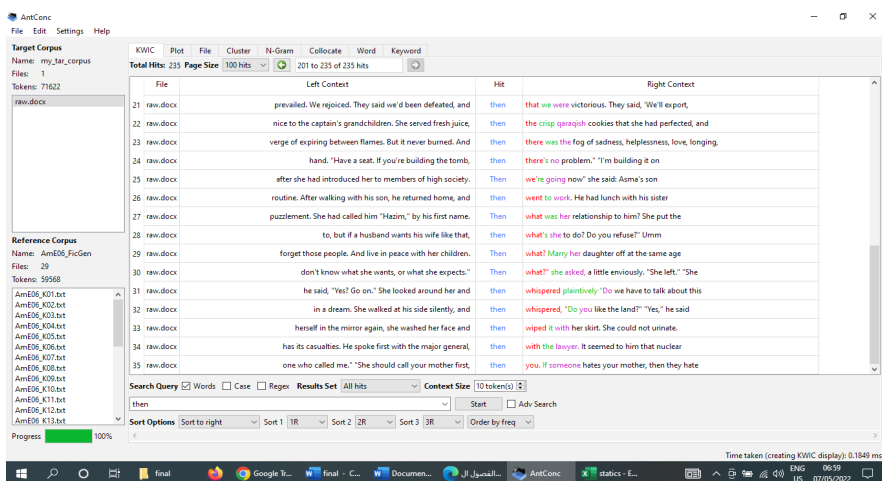 AntConc
File Edit Settings Help
Target Corpus
Name: my_tar_corpus
Files: 1
Tokens: 71622
raw.docx
Reference Corpus
Name: AmE06_FicGen
Files: 29
Tokens: 59568
AmE06_K01.txt
AmE06_K02.txt
AmE06_K03.txt
AmE06_K04.txt
AmE06_K05.txt
AmE06_K06.txt
AmE06_K07.txt
AmE06_K08.txt
AmE06_K09.txt
AmE06_K10.txt
AmE06_K11.txt
AmE06_K12.txt
AmE06_K13.txt
Progress 100%
KWIC Plot File Cluster N-Gram Collocate Word Keyword
Total Hits: 235 Page Size 100 hits 201 to 235 of 235 hits
File Left Context Hit Right Context
21 raw.docx prevailed. We rejoiced. They said we'd been defeated, and then that we were victorious. They said, 'We'll export,
22 raw.docx nice to the captain's grandchildren. She served fresh juice, then the crisp qaraqish cookies that she had perfected, and
23 raw.docx verge of expiring between flames. But it never burned. And then there was the fog of sadness, helplessness, love, longing,
24 raw.docx hand. "Have a seat. If you're building the tomb, then there's no problem." "I'm building it on
25 raw.docx after she had introduced her to members of high society. Then we're going now" she said: Asma's son
26 raw.docx routine. After walking with his son, he returned home, and then went to work. He had lunch with his sister
27 raw.docx puzzlement. She had called him "Hazim," by his first name. Then what was her relationship to him? She put the
28 raw.docx to, but if a husband wants his wife like that, then what's she to do? Do you refuse?" Umm
29 raw.docx forget those people. And live in peace with her children. Then what? Marry her daughter off at the same age
30 raw.docx don't know what she wants, or what she expects." Then what?" she asked, a little enviously. "She left." "She
31 raw.docx he said, "Yes? Go on." She looked around her and then whispered plaintively "Do we have to talk about this
32 raw.docx in a dream. She walked at his side silently, and then whispered, "Do you like the land?" "Yes," he said
33 raw.docx herself in the mirror again, she washed her face and then wiped it with her skirt. She could not urinate.
34 raw.docx has its casualties. He spoke first with the major general, then with the lawyer. It seemed to him that nuclear
35 raw.docx one who called me." "She should call your mother first, then you. If someone hates your mother, then they hate
Search Query Words Case Regex Results Set All hits Context Size 10 token(s)
then Start Adv Search
Sort Options Sort to right Sort 1 1R Sort 2 2R Sort 3 3R Order by freq
Time taken (creating KWIC display): 0.1849 ms
final Google Tr... final - C... Documen... الفصول ال... AntConc statics - E... ENG 06:59
US 07/05/2022